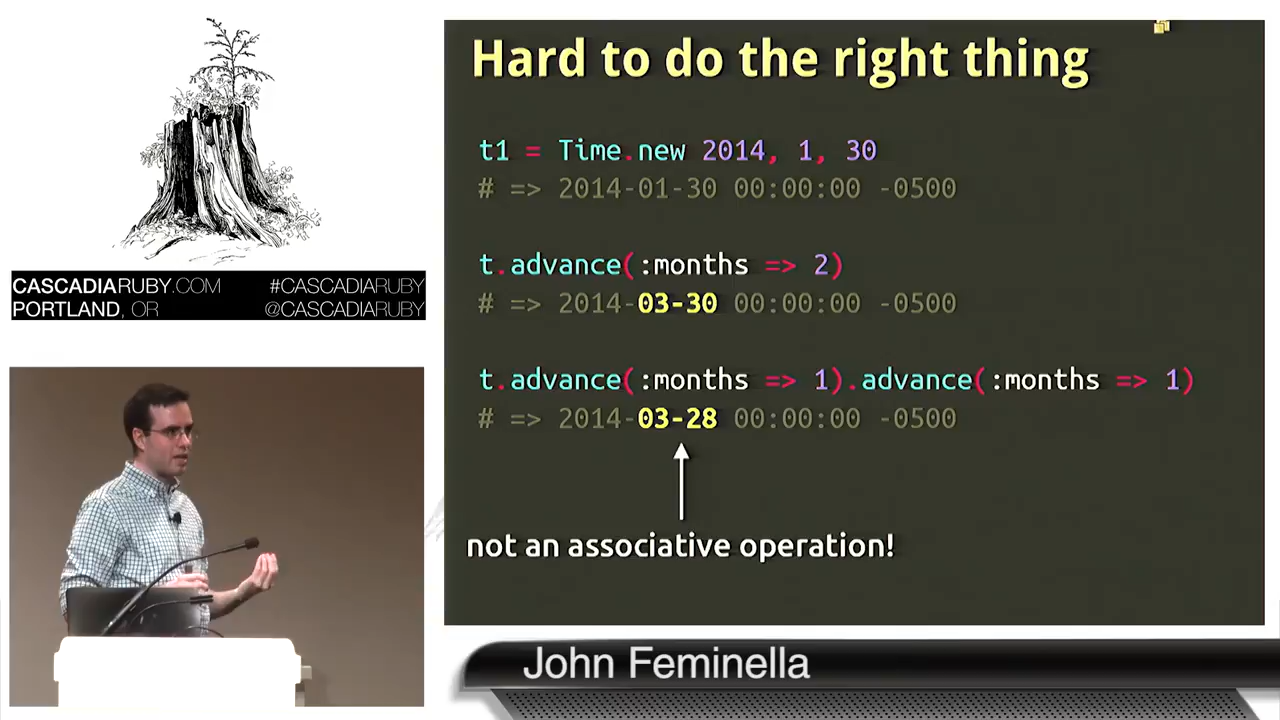 CASCADIARUBY.COM #CASCADIARUBY
PORTLAND, OR @CASCADIARUBY
Hard to do the right thing
t1 = Time.new 2014, 1, 30
# => 2014-01-30 00:00:00 -0500
t.advance(:months => 2)
# => 2014-03-30 00:00:00 -0500
t.advance(:months => 1).advance(:months => 1)
# => 2014-03-28 00:00:00 -0500
not an associative operation!
John Feminella